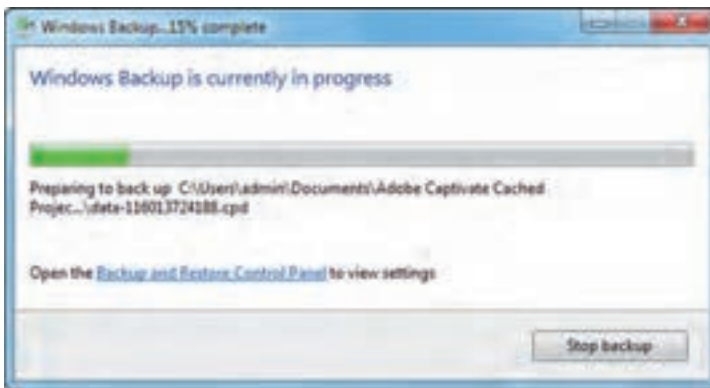 Windows Backup...15% complete
Windows Backup is currently in progress
Preparing to back up C:\Users\admin\Documents\Adobe Captivate Cached
Projec...\data-116013724188.cpd
Open the Backup and Restore Control Panel to view settings
Stop backup